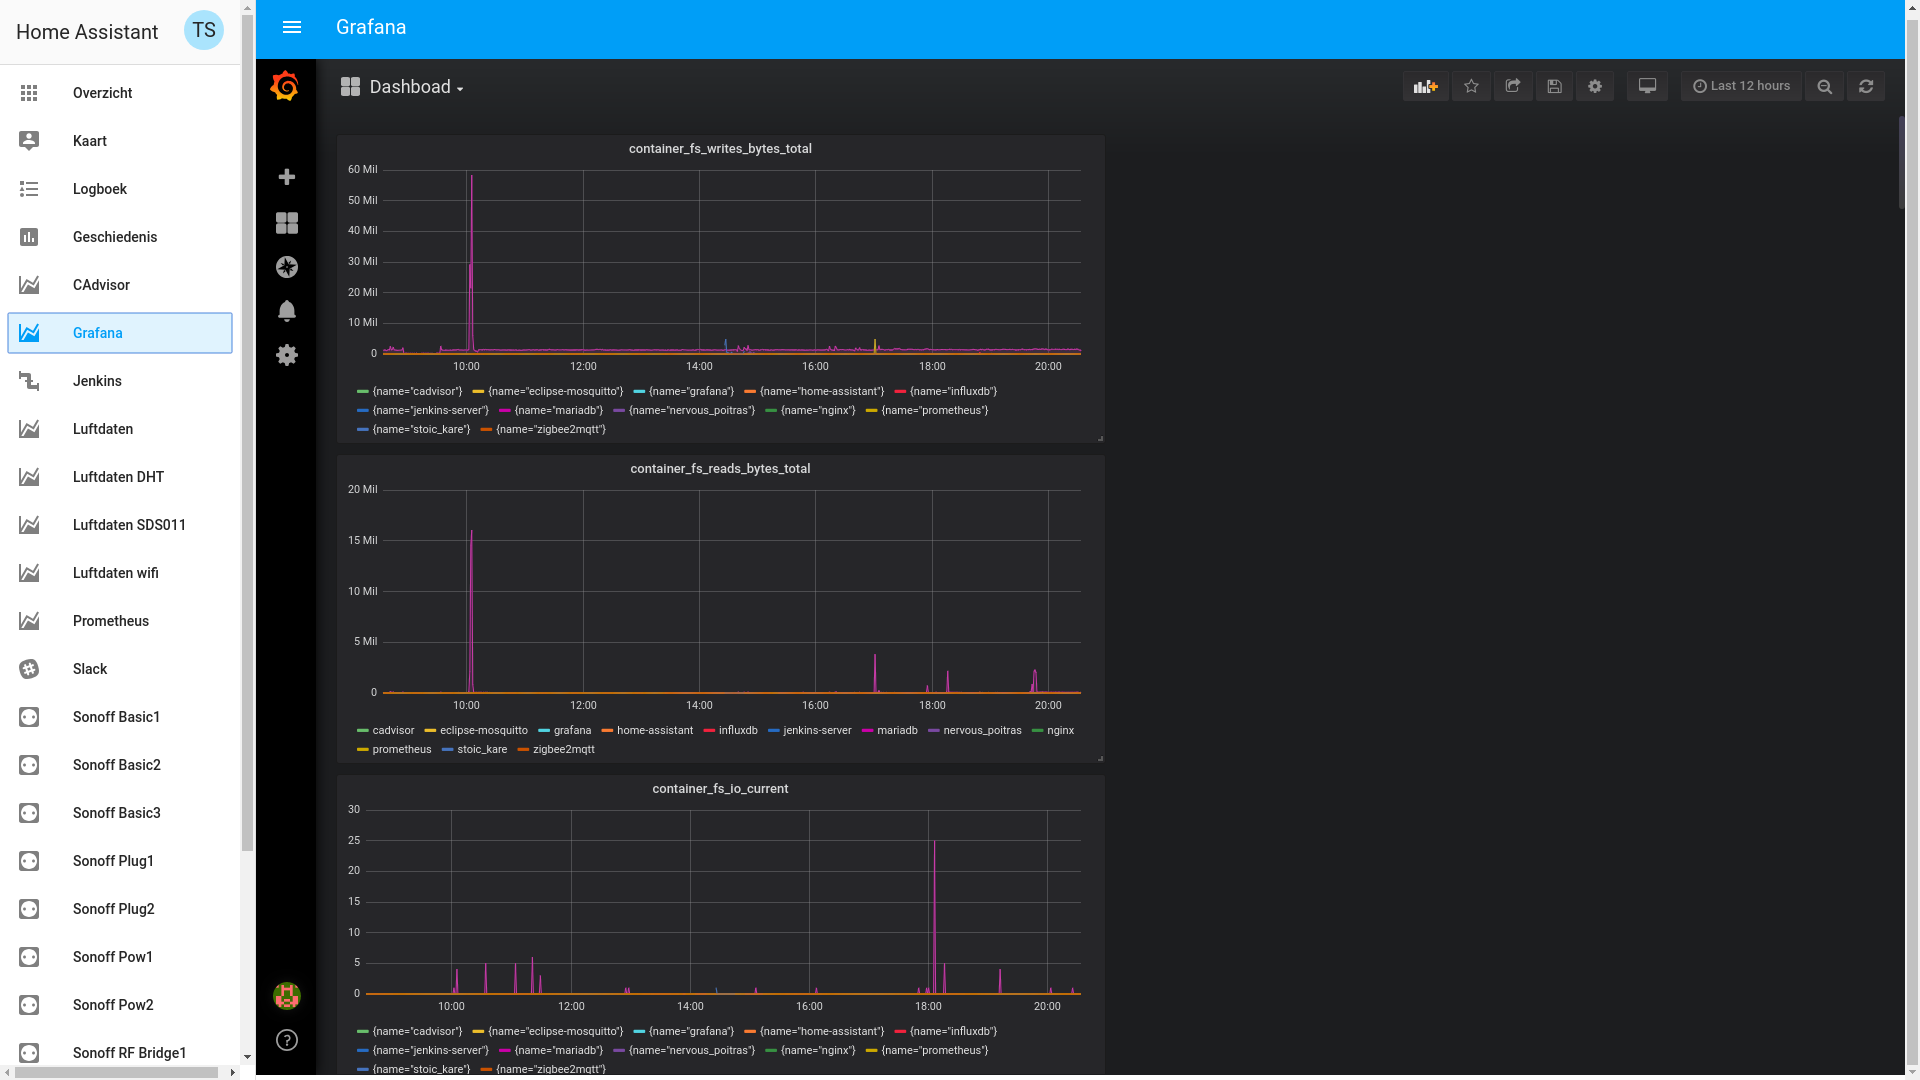 Home Assistant
TS
Overzicht
Kaart
Logboek
Geschiedenis
CAdvisor
Grafana
Jenkins
Luftdaten
Luftdaten DHT
Luftdaten SDS011
Luftdaten wifi
Prometheus
Slack
Sonoff Basic1
Sonoff Basic2
Sonoff Basic3
Sonoff Plug1
Sonoff Plug2
Sonoff Pow1
Sonoff Pow2
Sonoff RF Bridge1
Grafana
Dashboad
Last 12 hours
container_fs_writes_bytes_total
60 Mil
50 Mil
40 Mil
30 Mil
20 Mil
10 Mil
0
10:00 12:00 14:00 16:00 18:00 20:00
{name="cadvisor"} {name="eclipse-mosquitto"} {name="grafana"} {name="home-assistant"} {name="influxdb"}
{name="jenkins-server"} {name="mariadb"} {name="nervous_poitras"} {name="nginx"} {name="prometheus"}
{name="stoic_kare"} {name="zigbee2mqtt"}
container_fs_reads_bytes_total
20 Mil
15 Mil
10 Mil
5 Mil
0
10:00 12:00 14:00 16:00 18:00 20:00
cadvisor eclipse-mosquitto grafana home-assistant influxdb jenkins-server mariadb nervous_poitras nginx
prometheus stoic_kare zigbee2mqtt
container_fs_io_current
30
25
20
15
10
5
0
10:00 12:00 14:00 16:00 18:00 20:00
{name="cadvisor"} {name="eclipse-mosquitto"} {name="grafana"} {name="home-assistant"} {name="influxdb"}
{name="jenkins-server"} {name="mariadb"} {name="nervous_poitras"} {name="nginx"} {name="prometheus"}
{name="stoic_kare"} {name="zigbee2mqtt"}